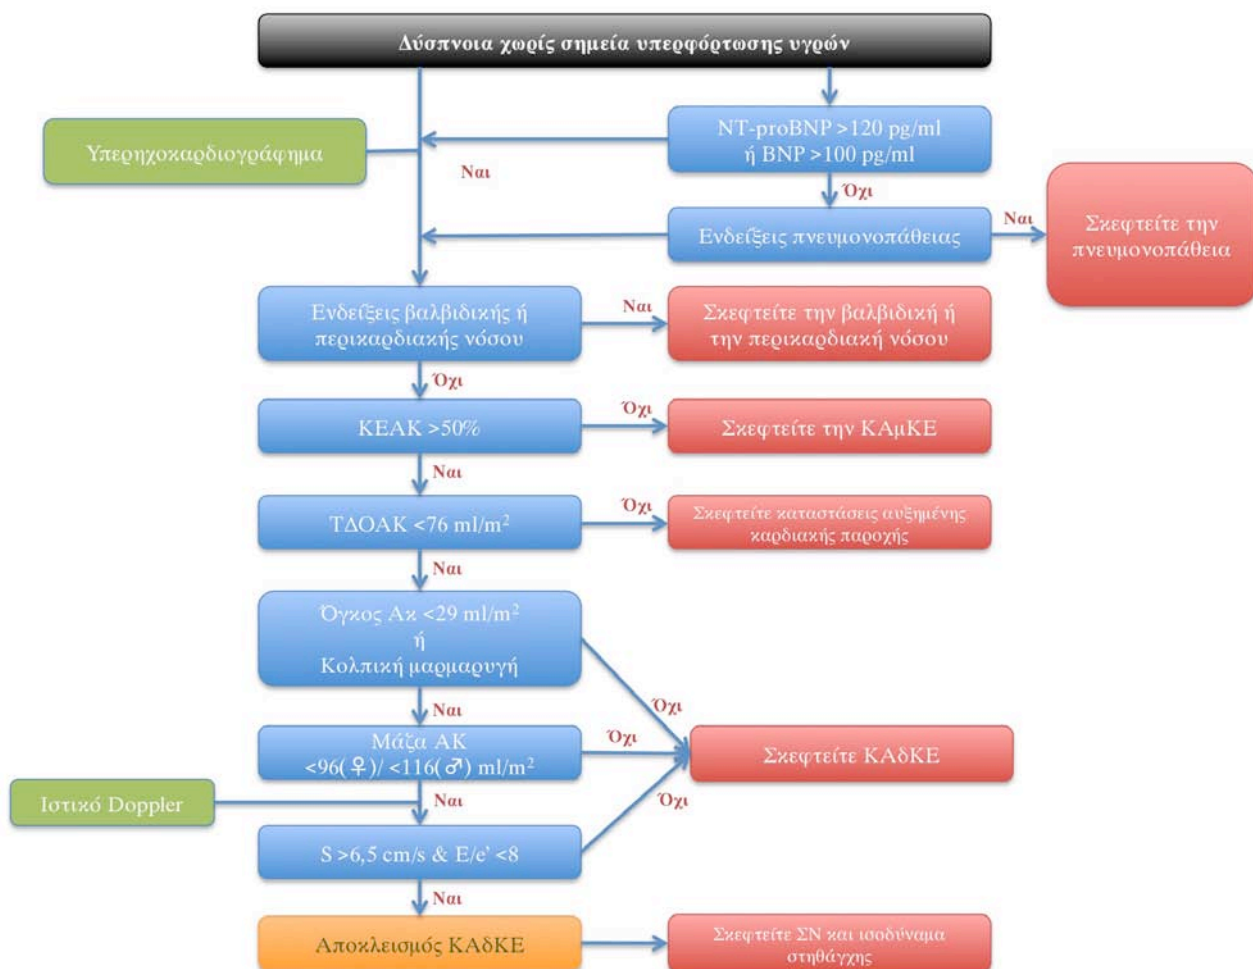 Δύσπνοια χωρίς σημεία υπερφόρτωσης υγρών
NT-proBNP >120 pg/ml
ή BNP >100 pg/ml
Υπερηχοκαρδιογράφημα
Ναι
Όχι
Ενδείξεις πνευμονοπάθειας
Ναι
Σκεφτείτε την
πνευμονοπάθεια
Ενδείξεις βαλβιδικής ή
περικαρδιακής νόσου
Ναι
Σκεφτείτε την βαλβιδική ή
την περικαρδιακή νόσου
Όχι
ΚΕΑΚ >50%
Όχι
Σκεφτείτε την ΚΑμΚΕ
Ναι
ΤΔΟΑΚ <76 ml/m²
Όχι
Σκεφτείτε καταστάσεις αυξημένης
καρδιακής παροχής
Ναι
Όγκος Ακ <29 ml/m²
ή
Κολπική μαρμαρυγή
Όχι
Ναι
Μάζα ΑΚ
<96(♀)/ <116(♂) ml/m²
Όχι
Σκεφτείτε ΚΑδΚΕ
Ιστικό Doppler
Ναι
Όχι
S >6,5 cm/s & E/e’ <8
Ναι
Αποκλεισμός ΚΑδΚΕ
Σκεφτείτε ΣΝ και ισοδύναμα
στηθάγχης